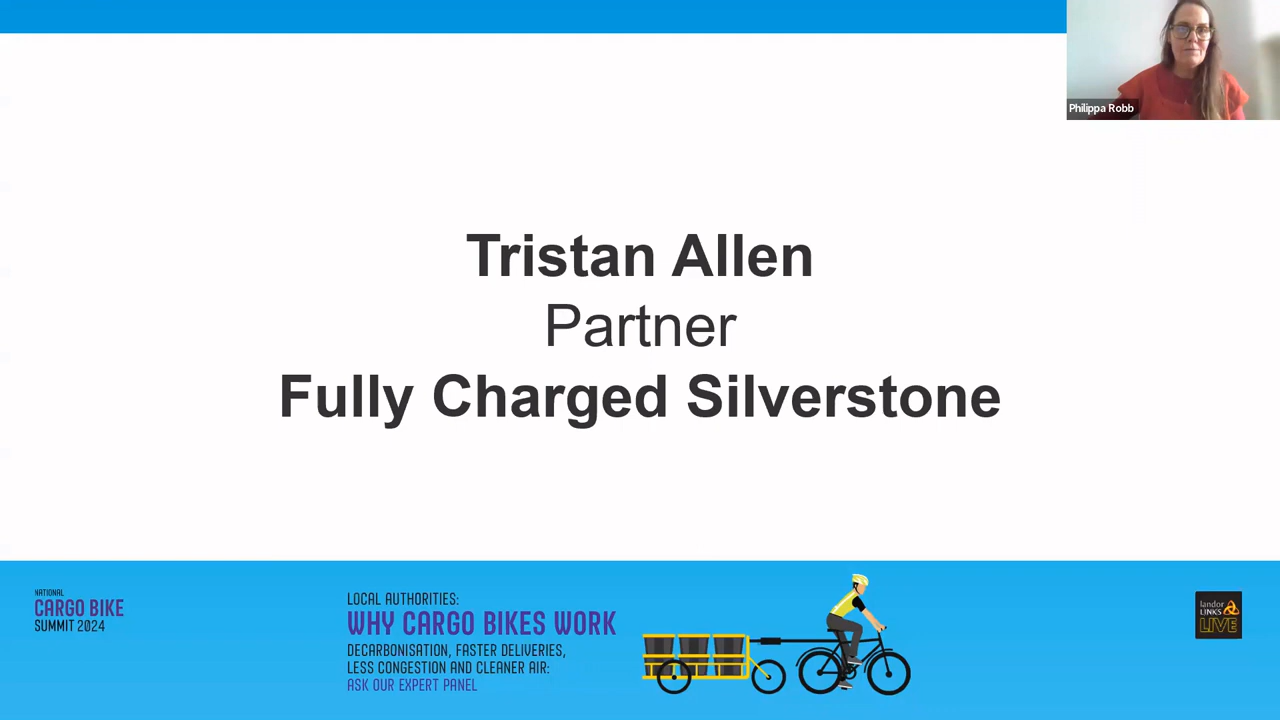 Philippa Robb
Tristan Allen
Partner
Fully Charged Silverstone
NATIONAL
CARGO BIKE
SUMMIT 2024
LOCAL AUTHORITIES:
WHY CARGO BIKES WORK
DECARBONISATION, FASTER DELIVERIES,
LESS CONGESTION AND CLEANER AIR:
ASK OUR EXPERT PANEL
landor
LINKS
LIVE